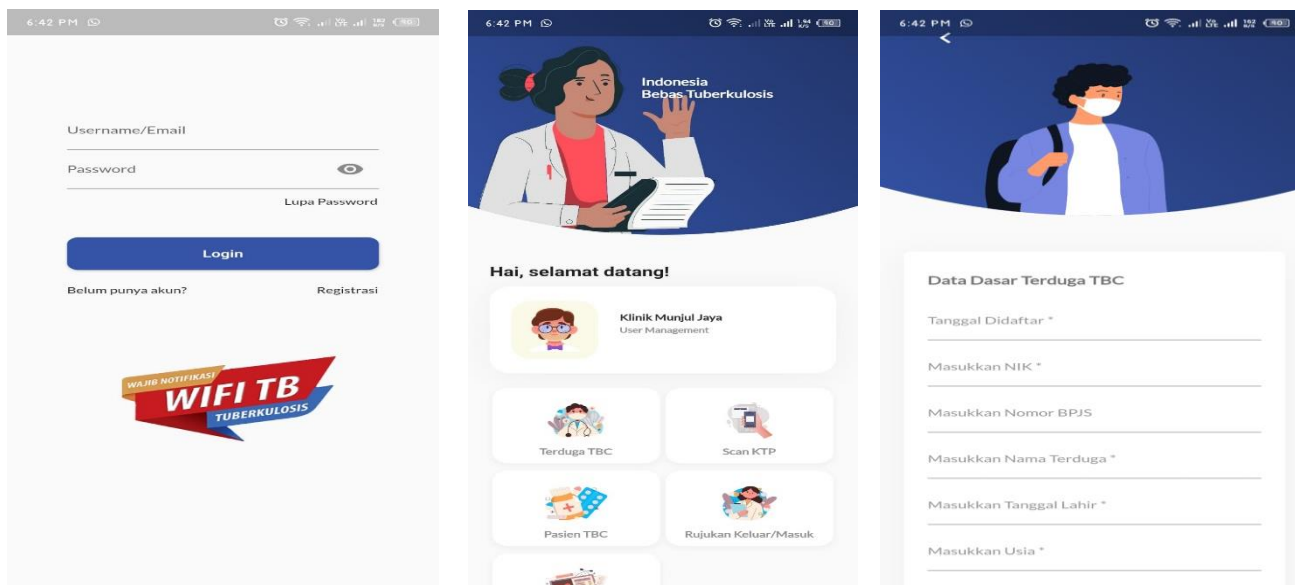 6:42 PM
Username/Email
Password
Lupa Password
Login
Belum punya akun? Registrasi
WAJIB NOTIFIKASI
WIFI TB
TUBERKULOSIS
6:42 PM
Indonesia
Bebas Tuberkulosis
Hai, selamat datang!
Klinik Munjul Jaya
User Management
Terduga TBC Scan KTP
Pasien TBC Rujukan Keluar/Masuk
6:42 PM
Data Dasar Terduga TBC
Tanggal Didaftar *
Masukkan NIK *
Masukkan Nomor BPJS
Masukkan Nama Terduga *
Masukkan Tanggal Lahir *
Masukkan Usia *